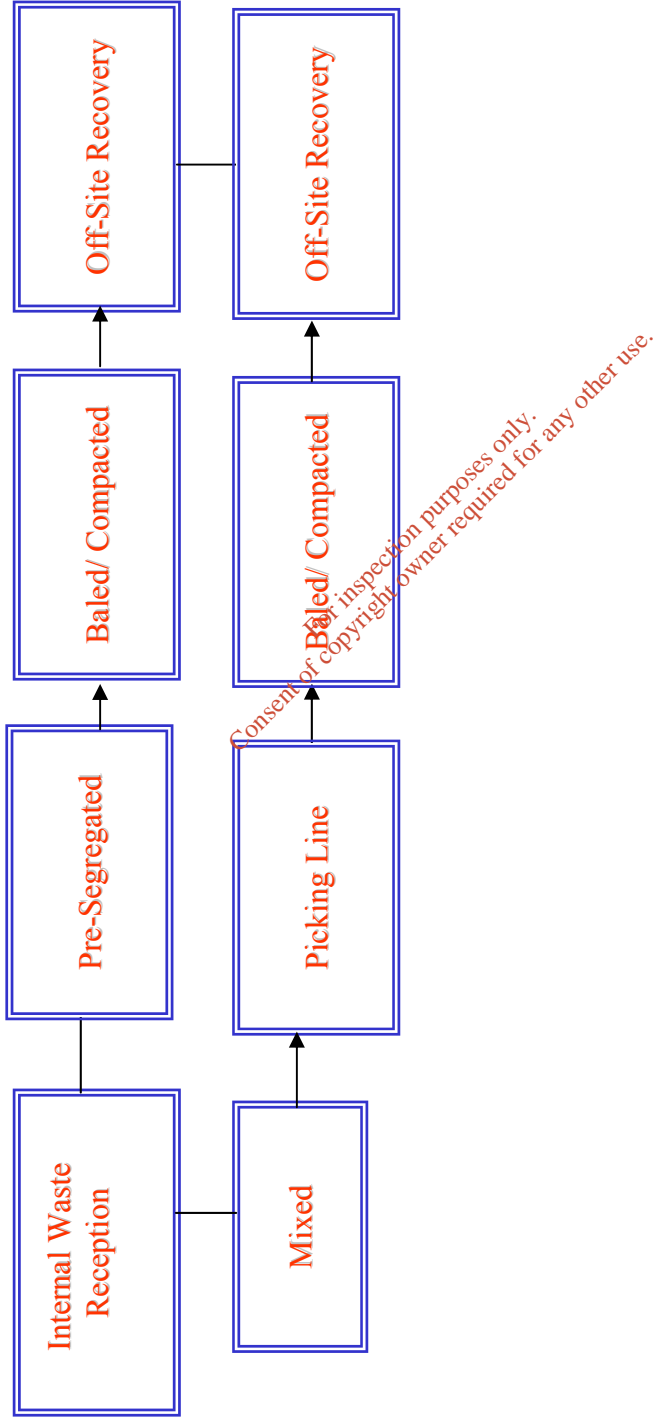 Internal Waste
Reception
Pre-Segregated
Baled/ Compacted
Off-Site Recovery
Mixed
Picking Line
Baled/ Compacted
Off-Site Recovery
For inspection purposes only.
Consent of copyright owner required for any other use.